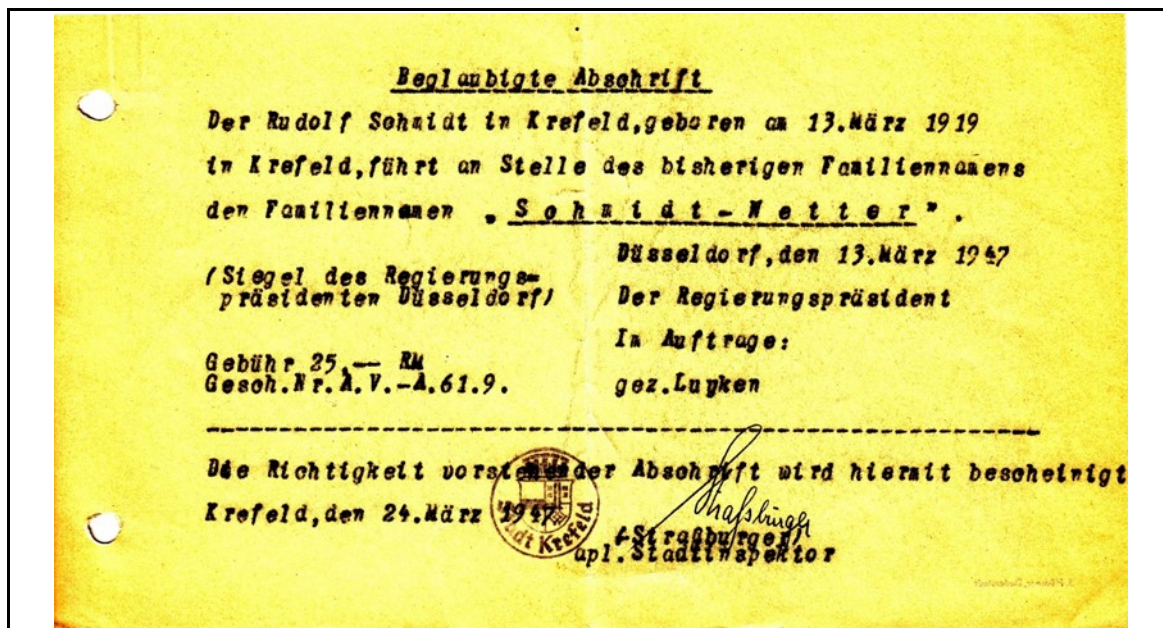 Beglaubigte Abschrift
Der Rudolf Schmidt in Krefeld,geboren am 13.März 1919
in Krefeld,führt an Stelle des bisherigen Familiennamens
den Familiennamen „Schmidt-Netter".
Düsseldorf,den 13.März 1947
(Siegel des Regierungs=
präsidenten Düsseldorf)
Der Regierungspräsident
Im Auftrage:
Gebühr 25,— RM
Gesch.Nr.A.V.-A.61.9.
gez.Luyken
Die Richtigkeit vorstehender Abschrift wird hiermit bescheinigt
Krefeld,den 24.März 1947
Stadt Krefeld
Straßburger
(Straßburger)
apl.Stadtinspektor